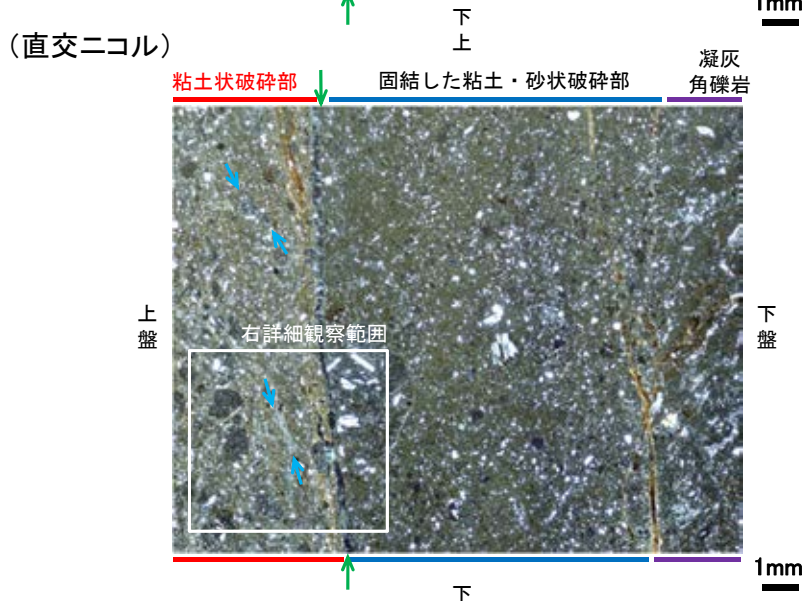 下
1mm
(直交ニコル)
上
粘土状破砕部
固結した粘土・砂状破砕部
凝灰
角礫岩
上
盤
下
盤
右詳細観察範囲
1mm
下